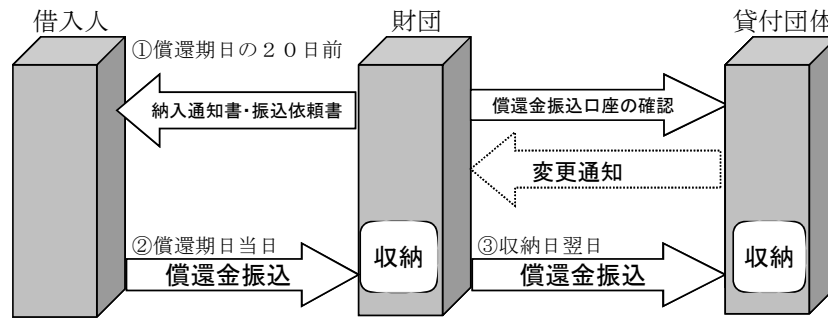 借入人
財団
貸付団体
①償還期日の２０日前
納入通知書・振込依頼書
償還金振込口座の確認
変更通知
②償還期日当日
償還金振込
収納
③収納日翌日
償還金振込
収納